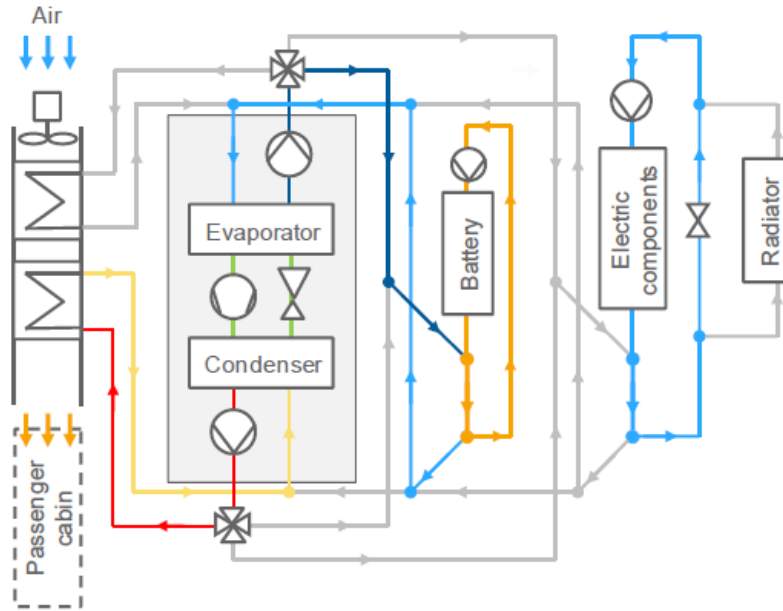 Air
Evaporator
Condenser
Battery
Electric
components
Radiator
Passenger
cabin